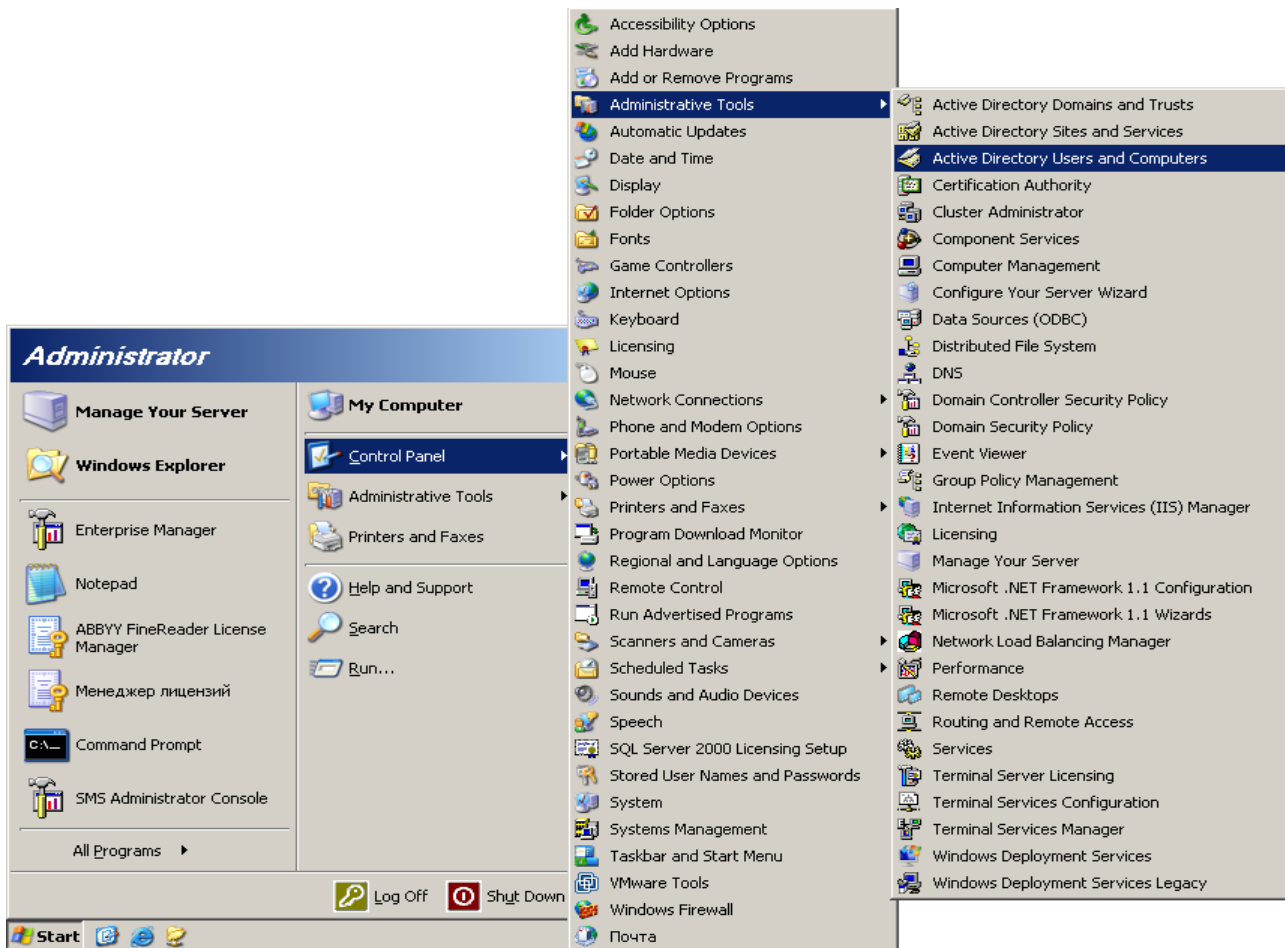 Administrator
Manage Your Server
Windows Explorer
Enterprise Manager
Notepad
ABBYY FineReader License
Manager
Менеджер лицензий
Command Prompt
SMS Administrator Console
All Programs
My Computer
Control Panel
Administrative Tools
Printers and Faxes
Help and Support
Search
Run...
Log Off
Shut Down
Start
Accessibility Options
Add Hardware
Add or Remove Programs
Administrative Tools
Automatic Updates
Date and Time
Display
Folder Options
Fonts
Game Controllers
Internet Options
Keyboard
Licensing
Mouse
Network Connections
Phone and Modem Options
Portable Media Devices
Power Options
Printers and Faxes
Program Download Monitor
Regional and Language Options
Remote Control
Run Advertised Programs
Scanners and Cameras
Scheduled Tasks
Sounds and Audio Devices
Speech
SQL Server 2000 Licensing Setup
Stored User Names and Passwords
System
Systems Management
Taskbar and Start Menu
VMware Tools
Windows Firewall
Почта
Active Directory Domains and Trusts
Active Directory Sites and Services
Active Directory Users and Computers
Certification Authority
Cluster Administrator
Component Services
Computer Management
Configure Your Server Wizard
Data Sources (ODBC)
Distributed File System
DNS
Domain Controller Security Policy
Domain Security Policy
Event Viewer
Group Policy Management
Internet Information Services (IIS) Manager
Licensing
Manage Your Server
Microsoft .NET Framework 1.1 Configuration
Microsoft .NET Framework 1.1 Wizards
Network Load Balancing Manager
Performance
Remote Desktops
Routing and Remote Access
Services
Terminal Server Licensing
Terminal Services Configuration
Terminal Services Manager
Windows Deployment Services
Windows Deployment Services Legacy